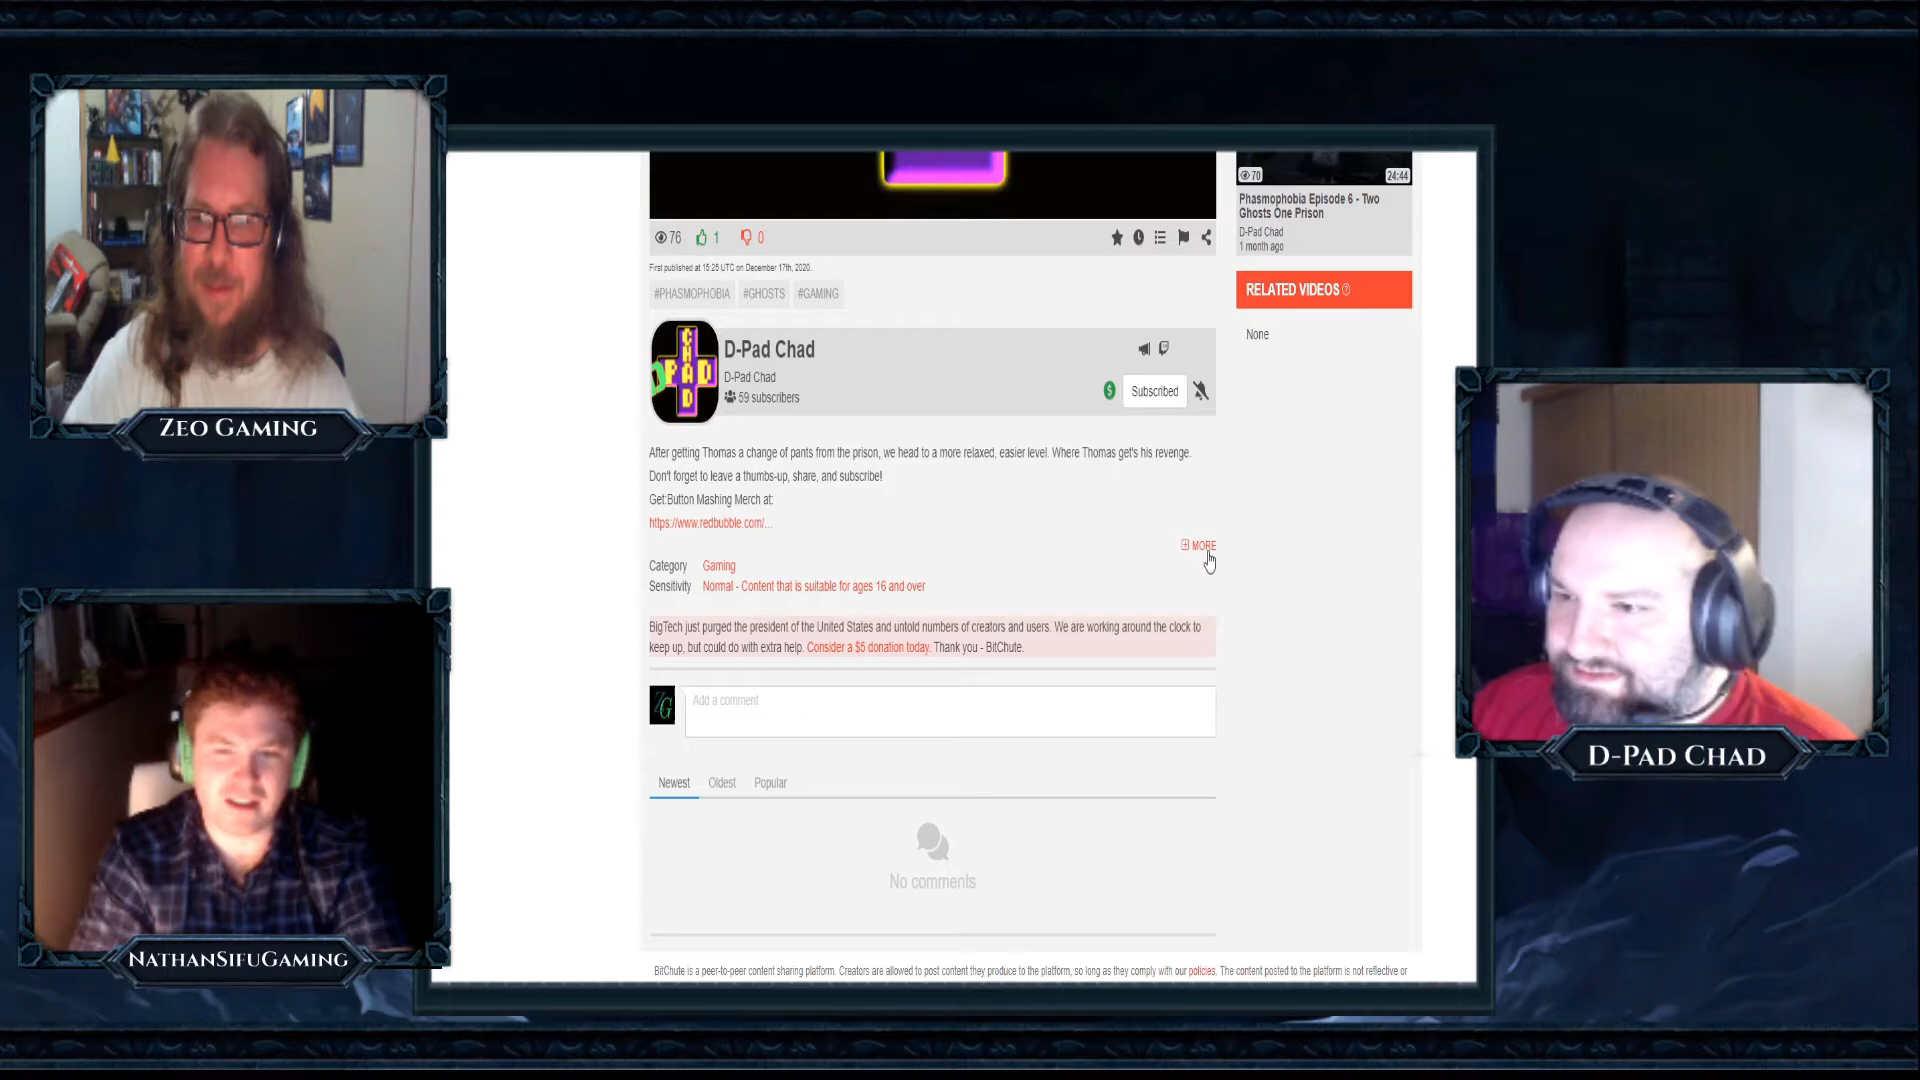 ZEO GAMING
NATHANSIFUGAMING
D-PAD CHAD
76 1 0
First published at 15:25 UTC on December 17th, 2020.
#PHASMOPHOBIA #GHOSTS #GAMING
CHAD
DPAD
D-Pad Chad
D-Pad Chad
59 subscribers
Subscribed
After getting Thomas a change of pants from the prison, we head to a more relaxed, easier level. Where Thomas get's his revenge.
Don't forget to leave a thumbs-up, share, and subscribe!
Get Button Mashing Merch at:
https://www.redbubble.com/...
MORE
Category Gaming
Sensitivity Normal - Content that is suitable for ages 16 and over
BigTech just purged the president of the United States and untold numbers of creators and users. We are working around the clock to
keep up, but could do with extra help. Consider a $5 donation today. Thank you - BitChute.
ZG
Add a comment
Newest Oldest Popular
No comments
BitChute is a peer-to-peer content sharing platform. Creators are allowed to post content they produce to the platform, so long as they comply with our policies. The content posted to the platform is not reflective or
70 24:44
Phasmophobia Episode 6 - Two
Ghosts One Prison
D-Pad Chad
1 month ago
RELATED VIDEOS
None